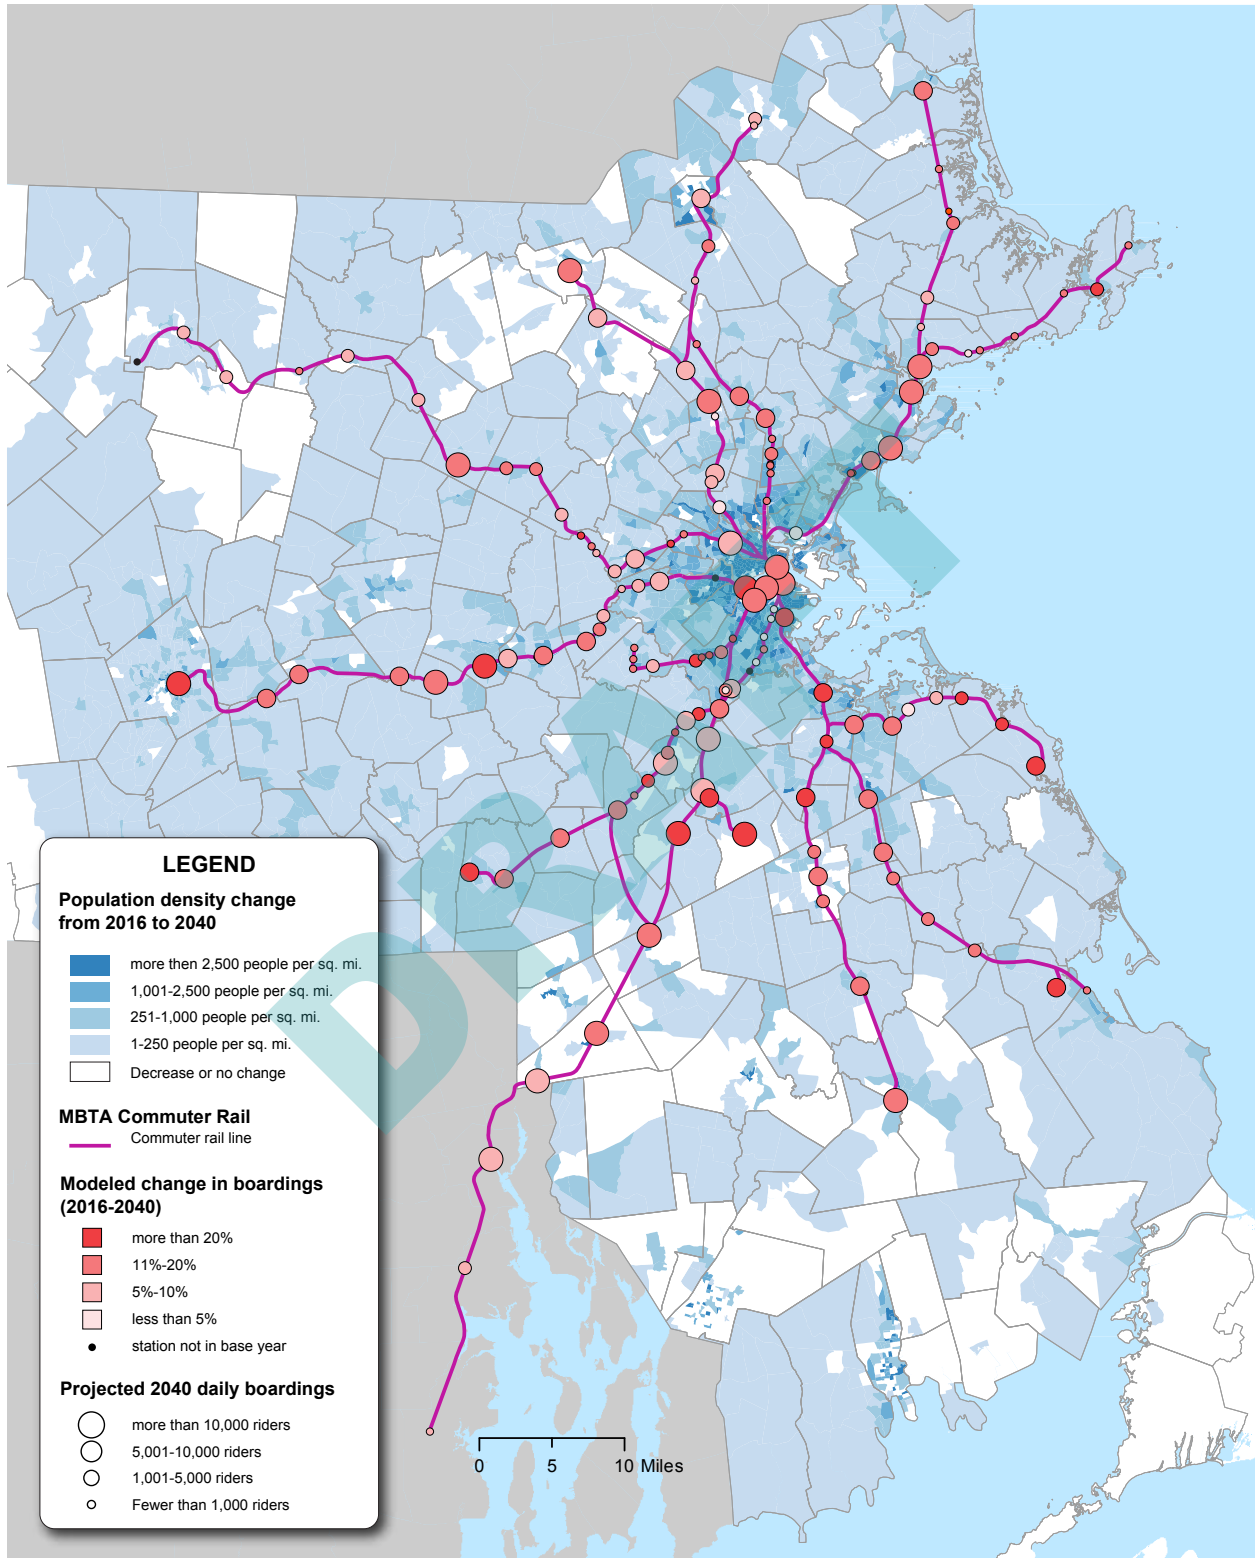 DRAFT
LEGEND
Population density change
from 2016 to 2040
more then 2,500 people per sq. mi.
1,001-2,500 people per sq. mi.
251-1,000 people per sq. mi.
1-250 people per sq. mi.
Decrease or no change
MBTA Commuter Rail
Commuter rail line
Modeled change in boardings
(2016-2040)
more than 20%
11%-20%
5%-10%
less than 5%
station not in base year
Projected 2040 daily boardings
more than 10,000 riders
5,001-10,000 riders
1,001-5,000 riders
Fewer than 1,000 riders
0 5 10 Miles